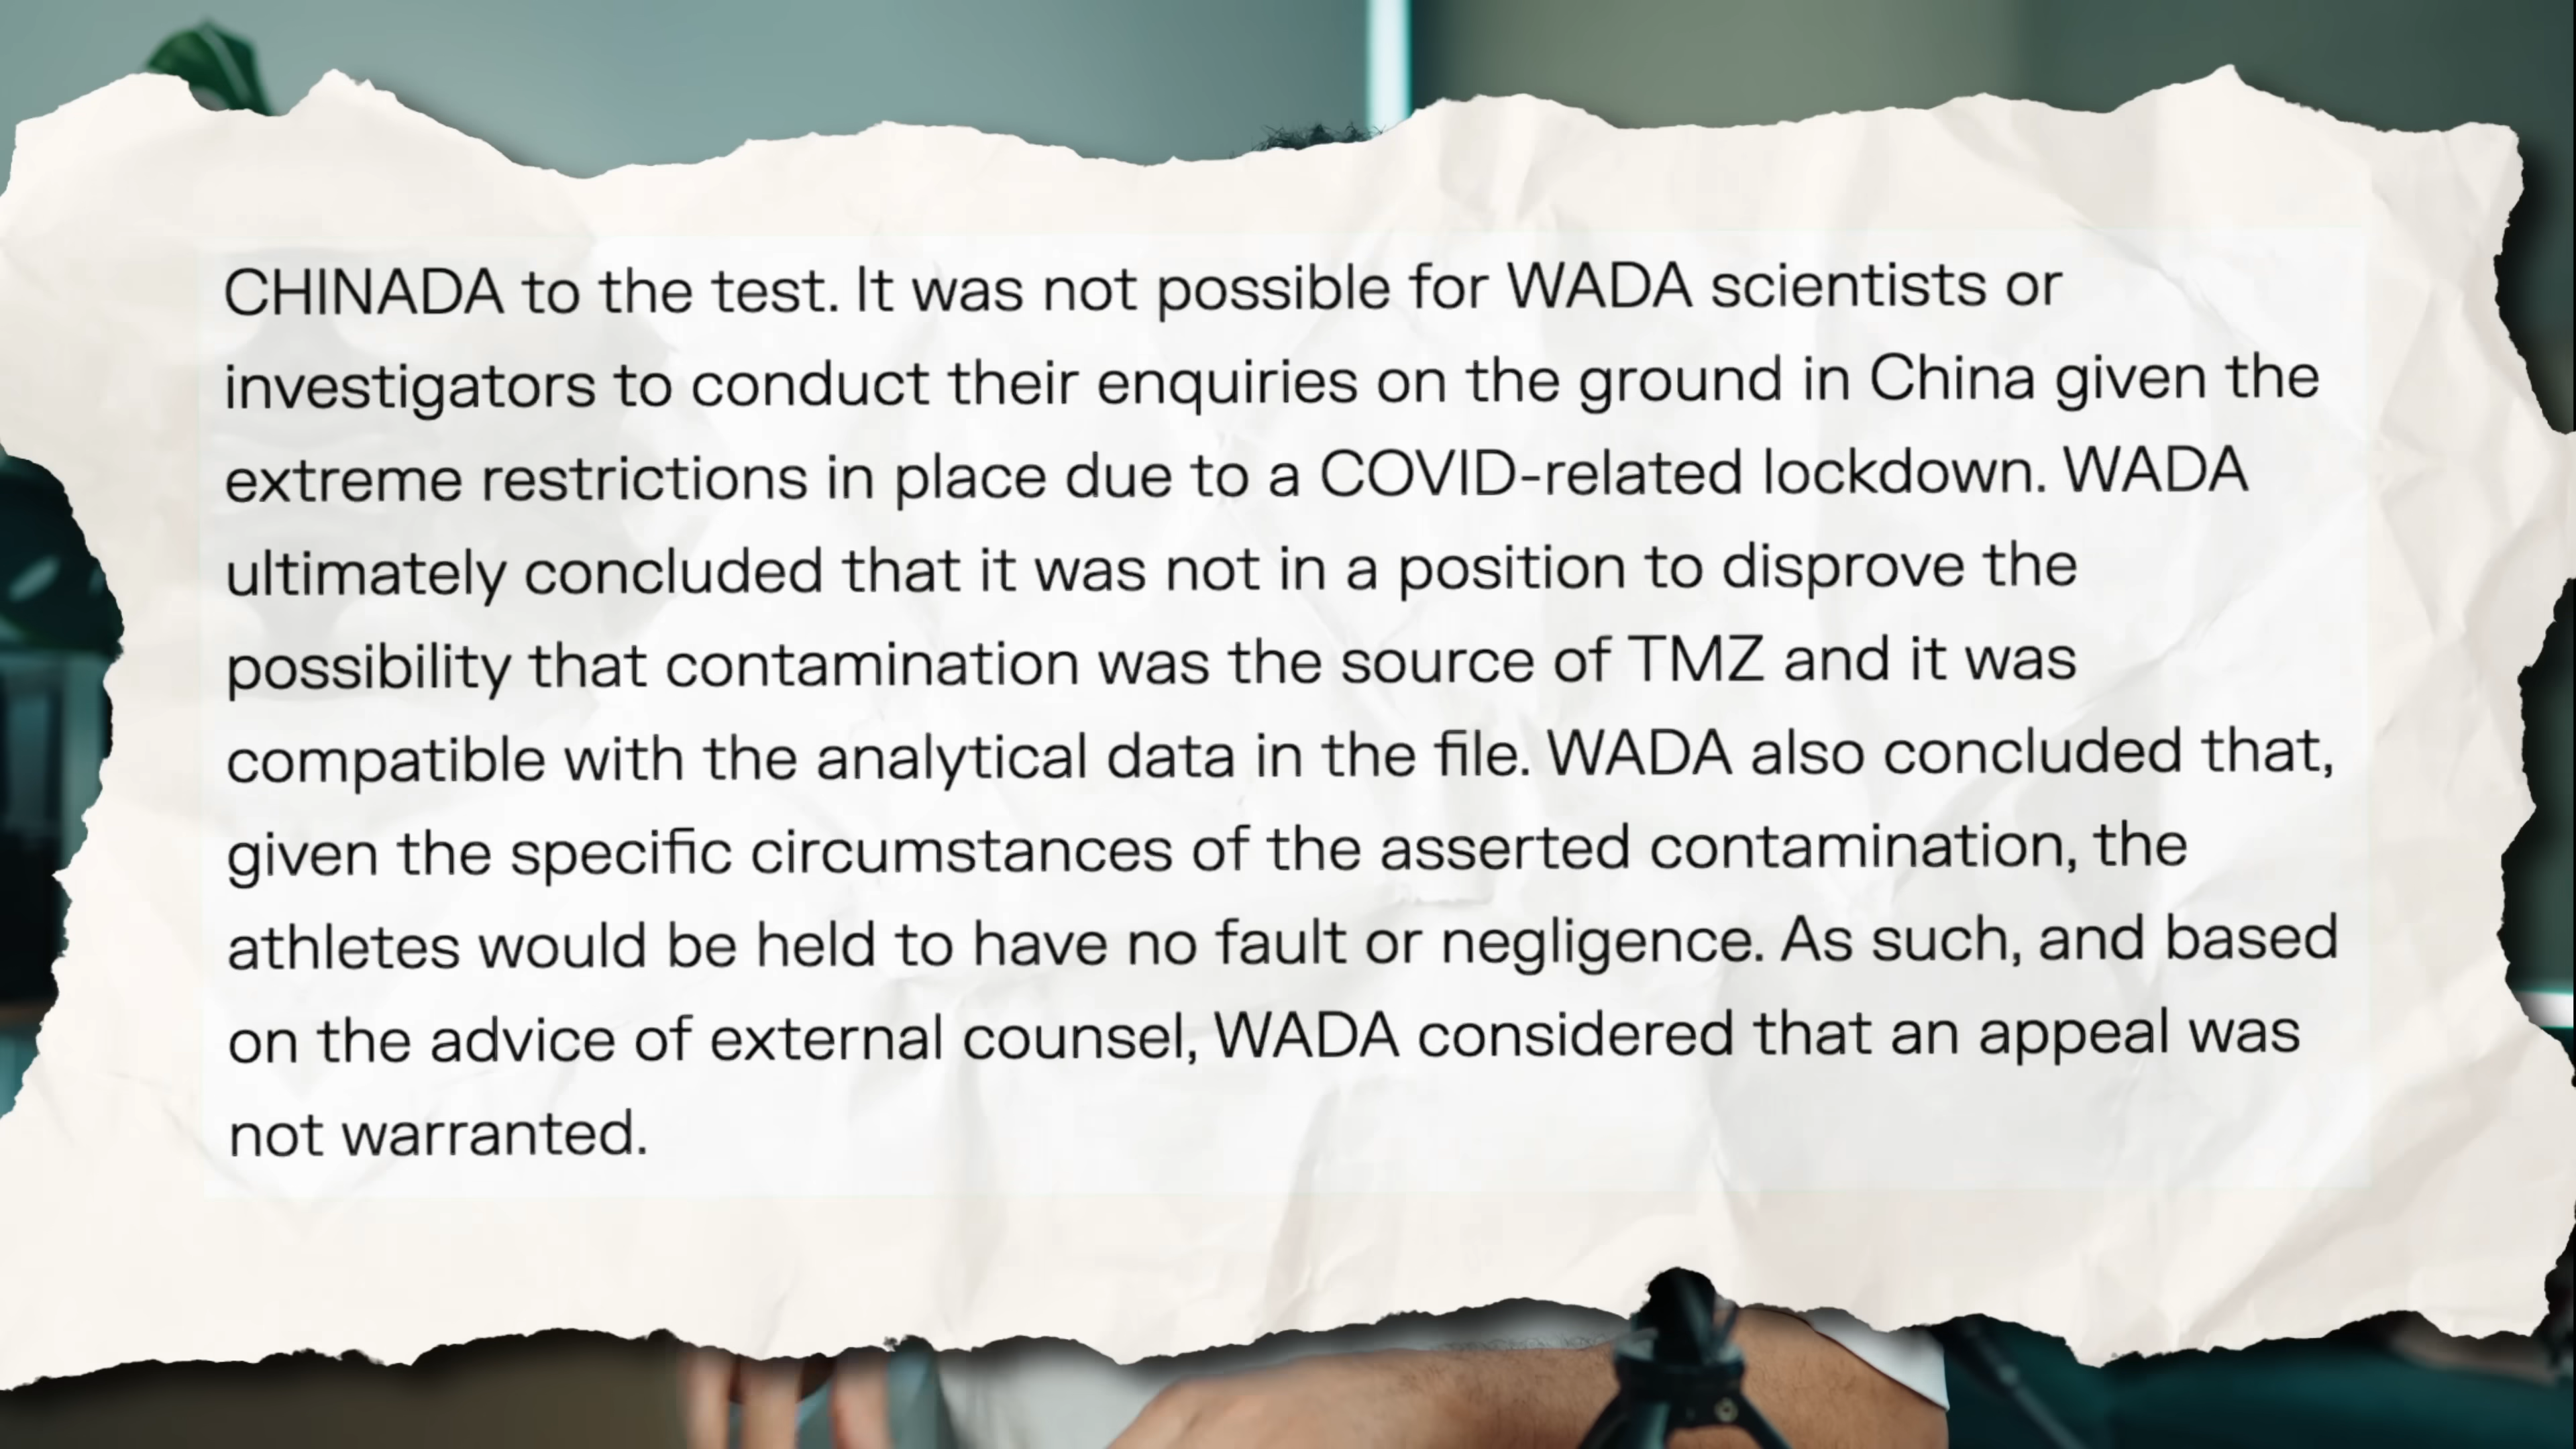 CHINADA to the test. It was not possible for WADA scientists or
investigators to conduct their enquiries on the ground in China given the
extreme restrictions in place due to a COVID-related lockdown. WADA
ultimately concluded that it was not in a position to disprove the
possibility that contamination was the source of TMZ and it was
compatible with the analytical data in the file. WADA also concluded that,
given the specific circumstances of the asserted contamination, the
athletes would be held to have no fault or negligence. As such, and based
on the advice of external counsel, WADA considered that an appeal was
not warranted.